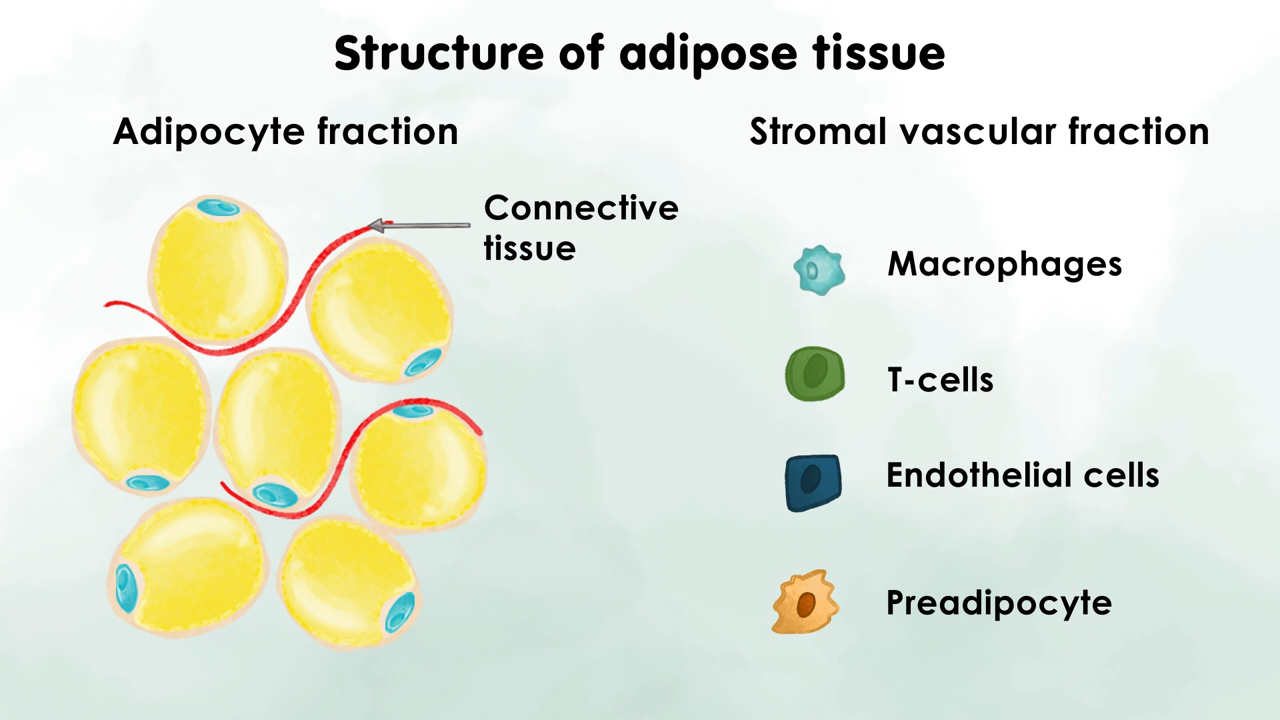 Structure of adipose tissue
Adipocyte fraction
Stromal vascular fraction
Connective
tissue
Macrophages
T-cells
Endothelial cells
Preadipocyte